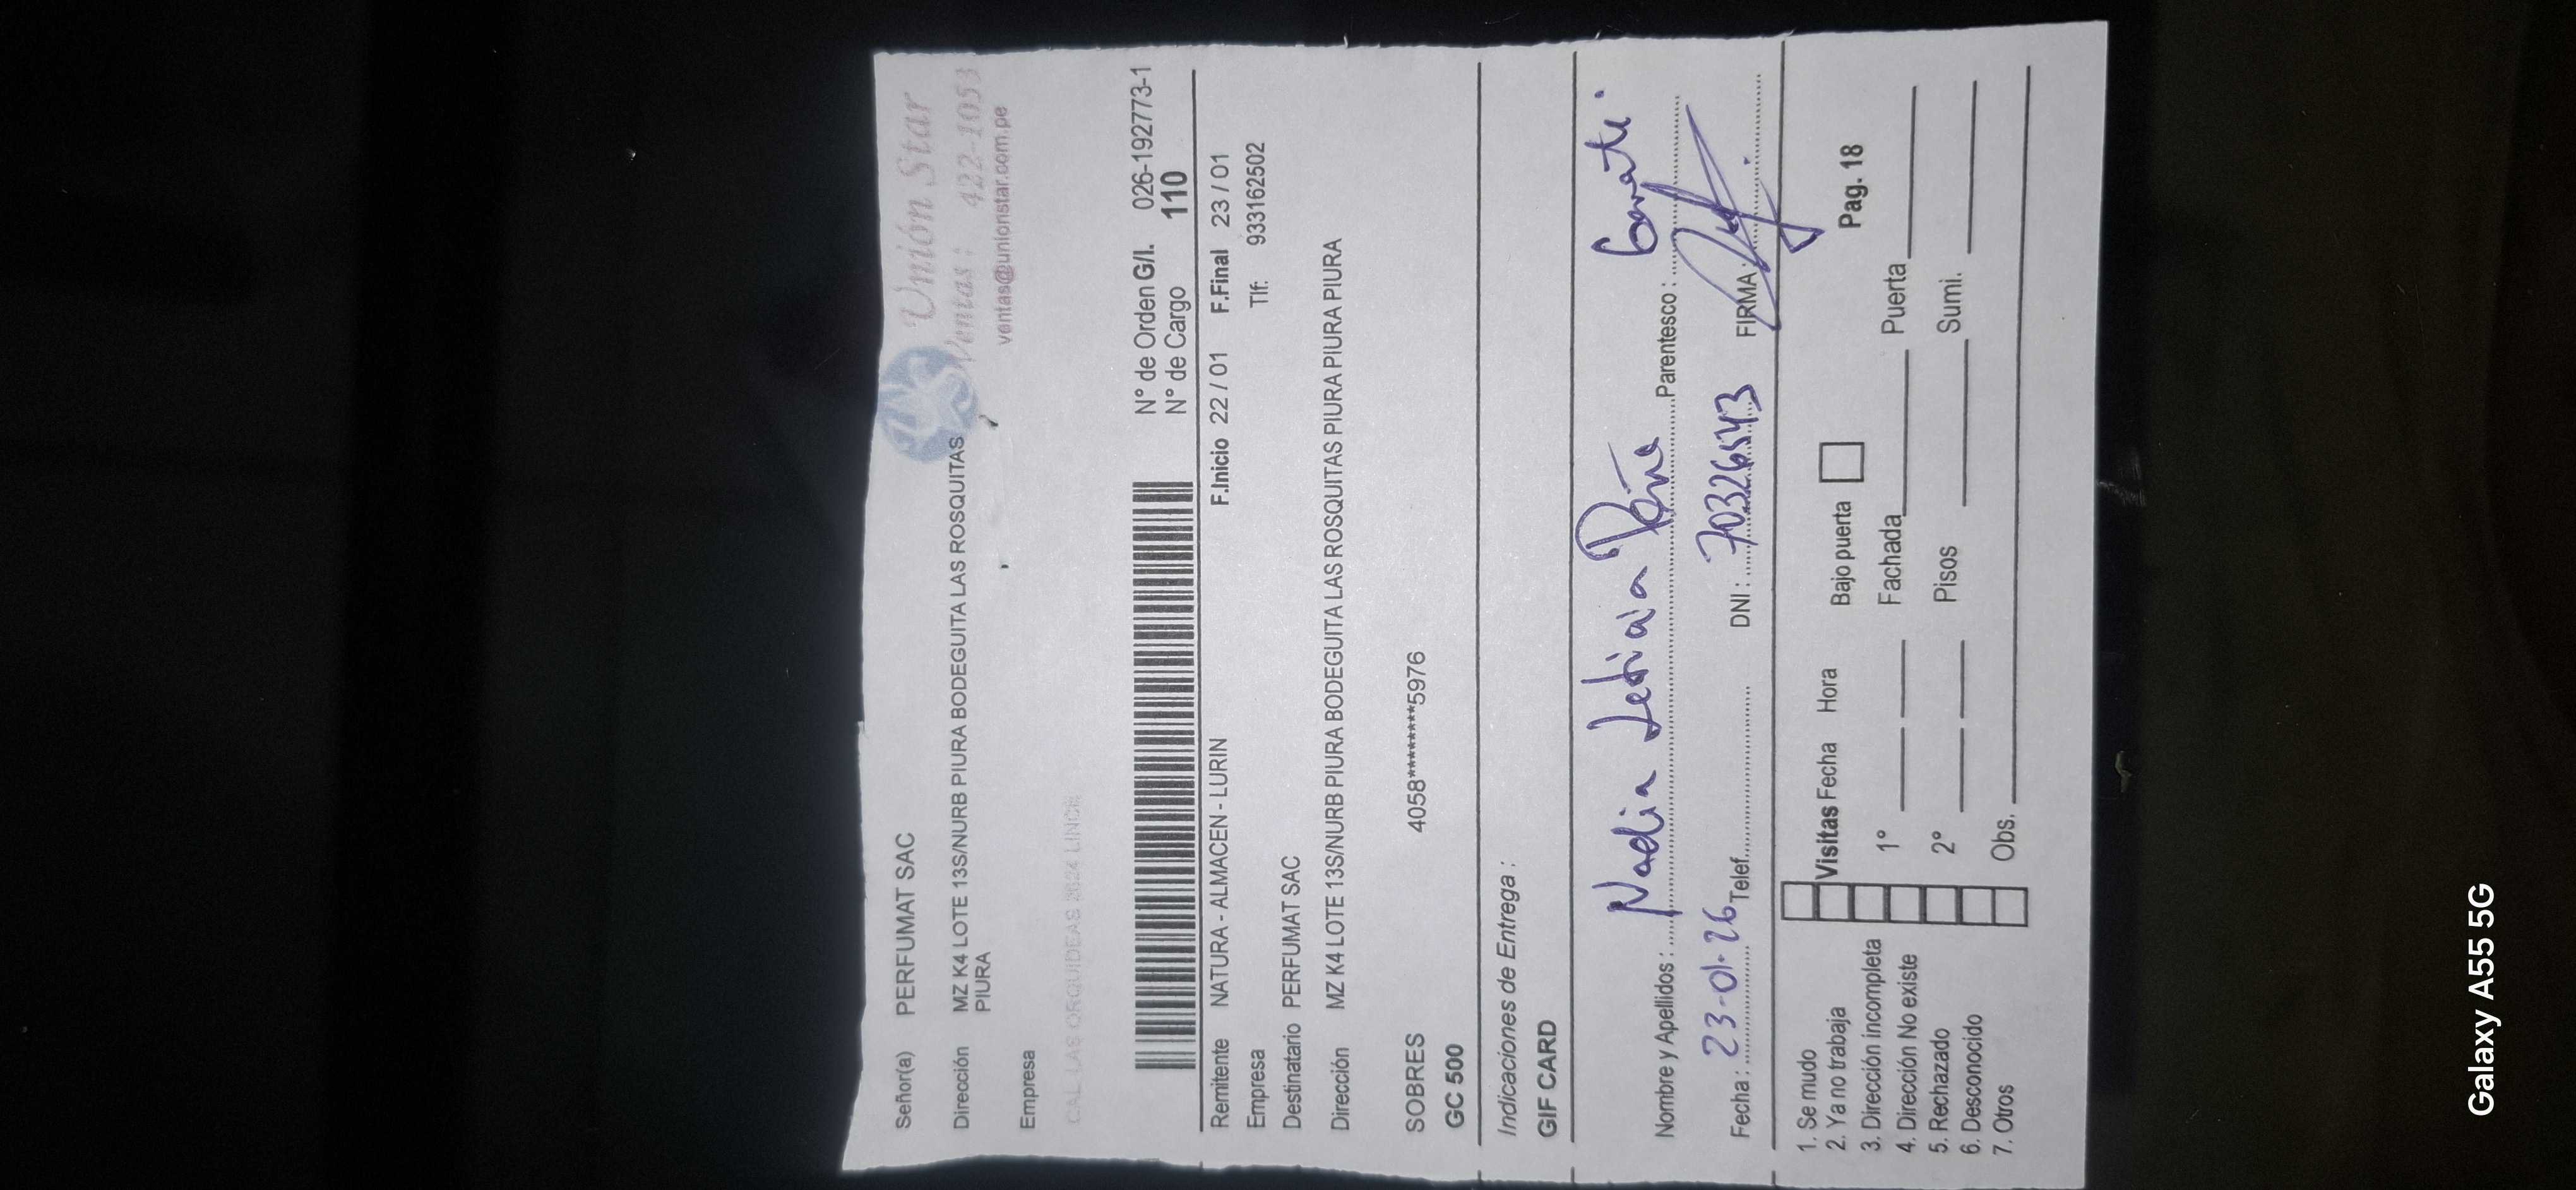 Unión Star
Ventas : 422-1053
ventas@unionstar.com.pe
Señor(a) PERFUMAT SAC
Dirección MZ K4 LOTE 13S/NURB PIURA BODEGUITA LAS ROSQUITAS
PIURA
Empresa
CAL LAS ORQUIDEAS 2624 LINCE
N° de Orden G/I. 026-192773-1
N° de Cargo 110
Remitente NATURA - ALMACEN - LURIN F.Inicio 22 / 01 F.Final 23 / 01
Empresa Tlf: 933162502
Destinatario PERFUMAT SAC
Dirección MZ K4 LOTE 13S/NURB PIURA BODEGUITA LAS ROSQUITAS PIURA PIURA PIURA
SOBRES 4058*********5976
GC 500
Indicaciones de Entrega :
GIF CARD
Nombre y Apellidos : Nadia Leticia Peña Parentesco :
Fecha : 23-01-26 Telef. DNI : 70326543 FIRMA :
1. Se mudo
2. Ya no trabaja Visitas Fecha Hora Bajo puerta Pag. 18
3. Dirección incompleta
4. Dirección No existe 1° Fachada Puerta
5. Rechazado
6. Desconocido 2° Pisos Sumi.
7. Otros Obs.
Galaxy A55 5G